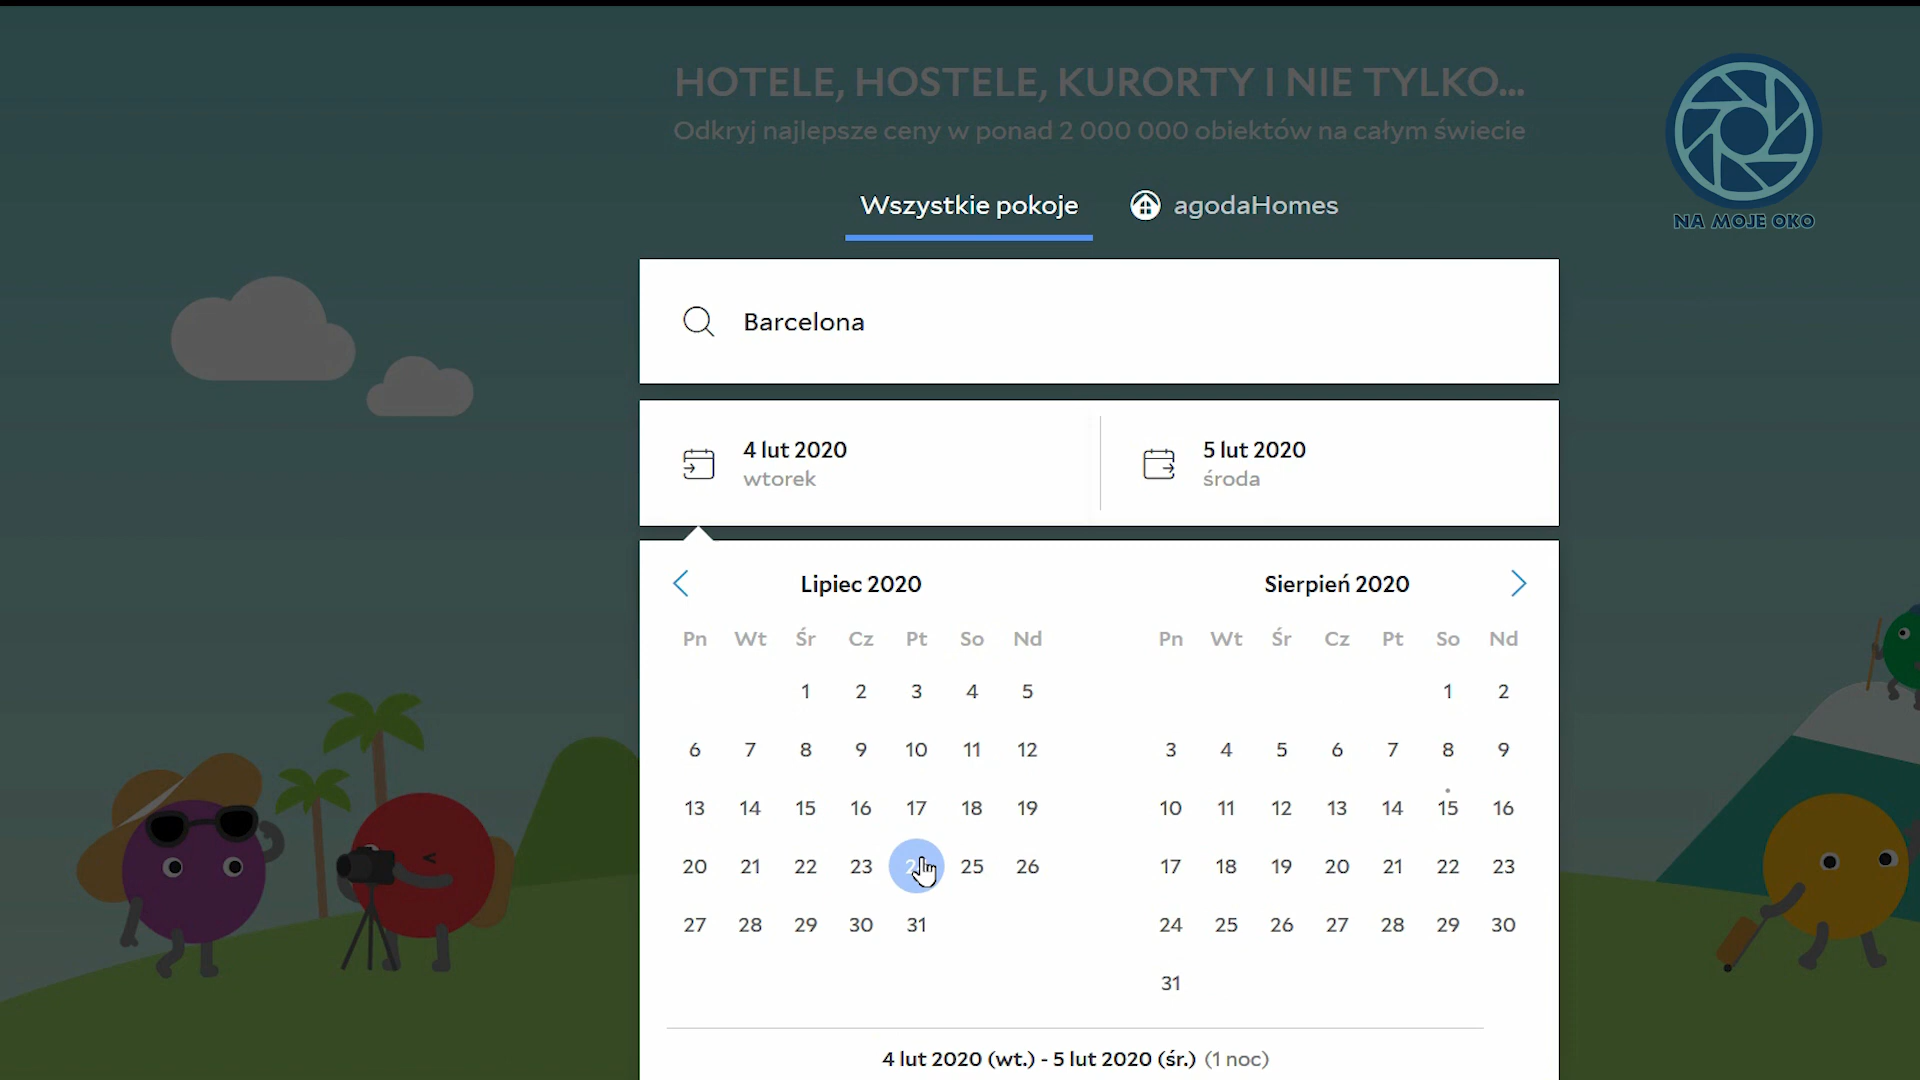 HOTELE, HOSTELE, KURORTY I NIE TYLKO...
Odkryj najlepsze ceny w ponad 2 000 000 obiektów na całym świecie
Wszystkie pokoje agodaHomes
NA MOJE OKO
Barcelona
4 lut 2020 5 lut 2020
wtorek środa
Lipiec 2020 Sierpień 2020
Pn Wt Śr Cz Pt So Nd Pn Wt Śr Cz Pt So Nd
1 2 3 4 5 1 2
6 7 8 9 10 11 12 3 4 5 6 7 8 9
13 14 15 16 17 18 19 10 11 12 13 14 15 16
20 21 22 23 25 26 17 18 19 20 21 22 23
27 28 29 30 31 24 25 26 27 28 29 30
31
4 lut 2020 (wt.) - 5 lut 2020 (śr.) (1 noc)